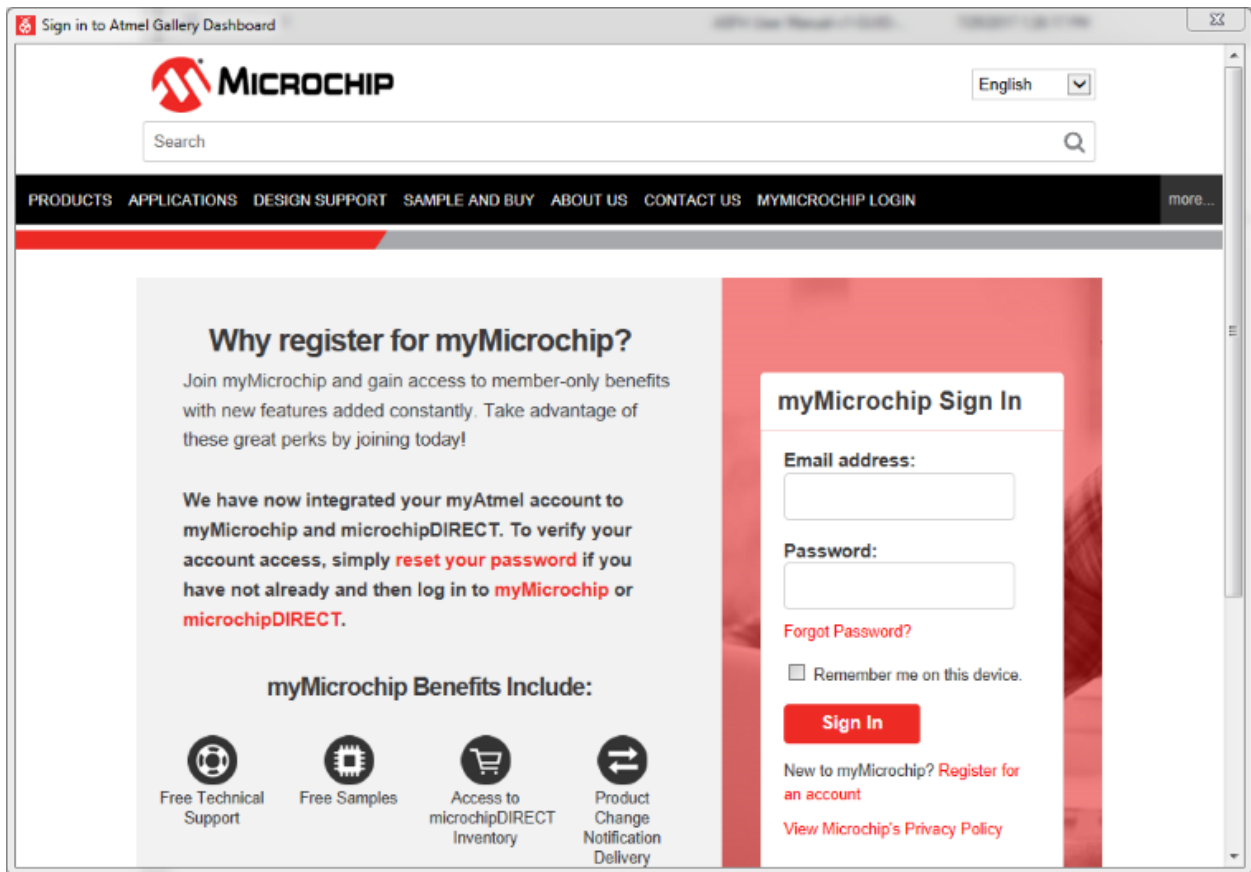 Sign in to Atmel Gallery Dashboard
MICROCHIP
English
Search
PRODUCTS APPLICATIONS DESIGN SUPPORT SAMPLE AND BUY ABOUT US CONTACT US MYMICROCHIP LOGIN more...
Why register for myMicrochip?
Join myMicrochip and gain access to member-only benefits
with new features added constantly. Take advantage of
these great perks by joining today!
We have now integrated your myAtmel account to
myMicrochip and microchipDIRECT. To verify your
account access, simply reset your password if you
have not already and then log in to myMicrochip or
microchipDIRECT.
myMicrochip Benefits Include:
Free Technical
Support
Free Samples
Access to
microchipDIRECT
Inventory
Product
Change
Notification
Delivery
myMicrochip Sign In
Email address:
Password:
Forgot Password?
Remember me on this device.
Sign In
New to myMicrochip? Register for
an account
View Microchip's Privacy Policy